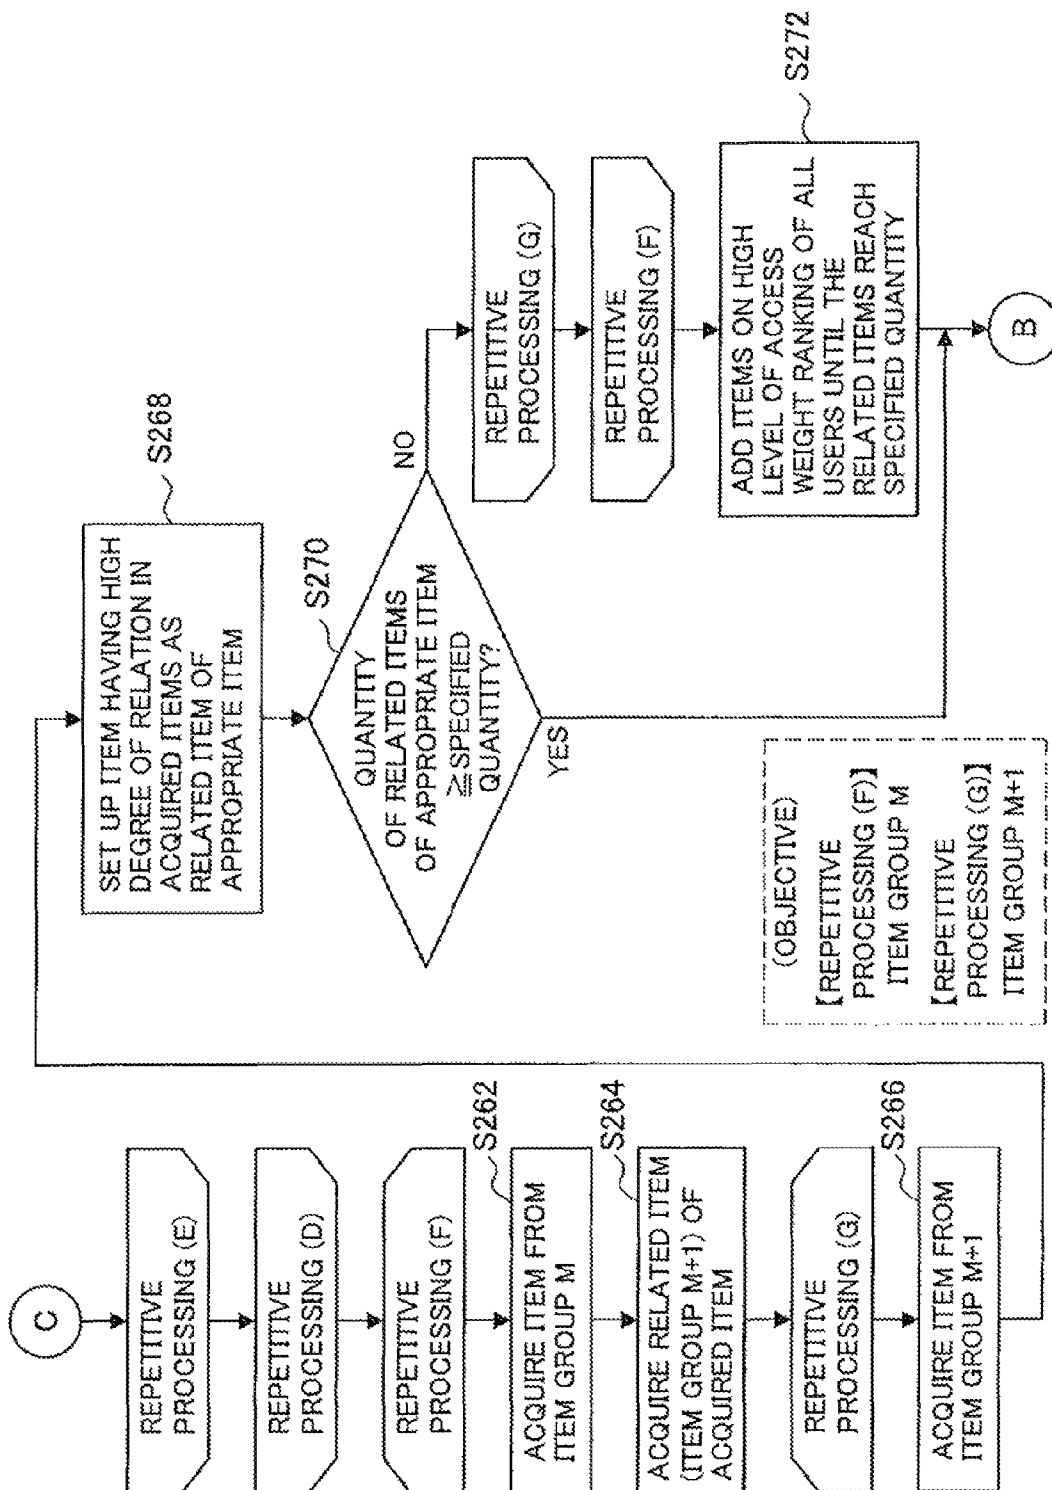 C
REPETITIVE
PROCESSING (E)
REPETITIVE
PROCESSING (D)
REPETITIVE
PROCESSING (F)
S262
ACQUIRE ITEM FROM
ITEM GROUP M
S264
ACQUIRE RELATED ITEM
(ITEM GROUP M+1) OF
ACQUIRED ITEM
REPETITIVE
PROCESSING (G)
S266
ACQUIRE ITEM FROM
ITEM GROUP M+1
S268
SET UP ITEM HAVING HIGH
DEGREE OF RELATION IN
ACQUIRED ITEMS AS
RELATED ITEM OF
APPROPRIATE ITEM
S270
QUANTITY
OF RELATED ITEMS
OF APPROPRIATE ITEM
≧SPECIFIED
QUANTITY?
NO
YES
REPETITIVE
PROCESSING (G)
REPETITIVE
PROCESSING (F)
S272
ADD ITEMS ON HIGH
LEVEL OF ACCESS
WEIGHT RANKING OF ALL
USERS UNTIL THE
RELATED ITEMS REACH
SPECIFIED QUANTITY
B
(OBJECTIVE)
【REPETITIVE
PROCESSING (F)】
ITEM GROUP M
【REPETITIVE
PROCESSING (G)】
ITEM GROUP M+1